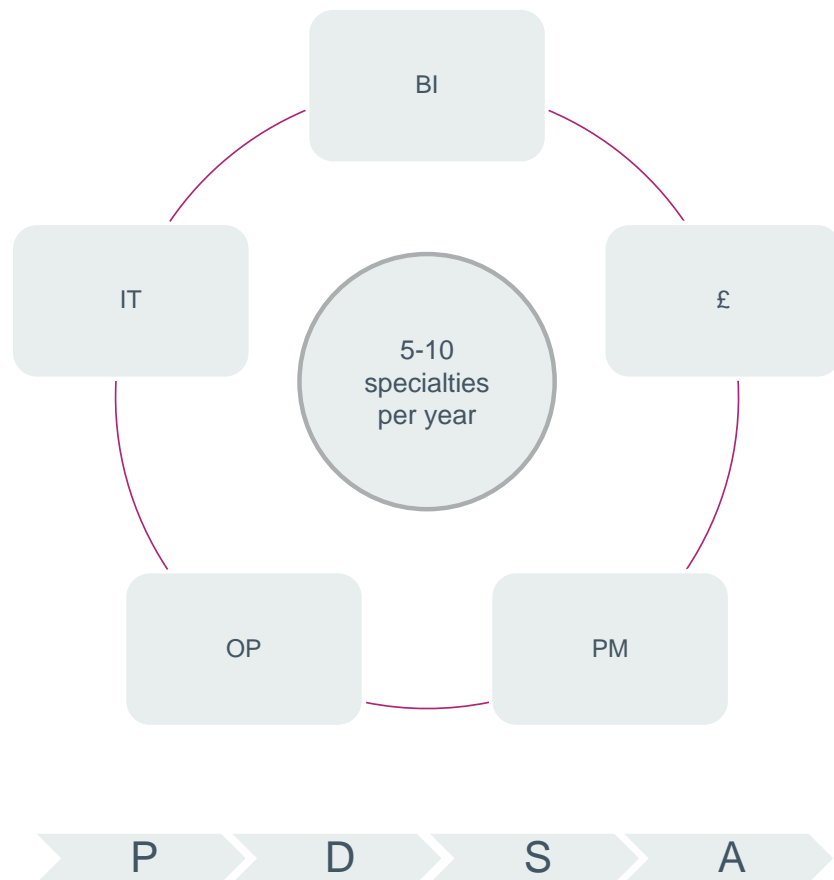 BI
IT
£
5-10
specialties
per year
OP
PM
P
D
S
A